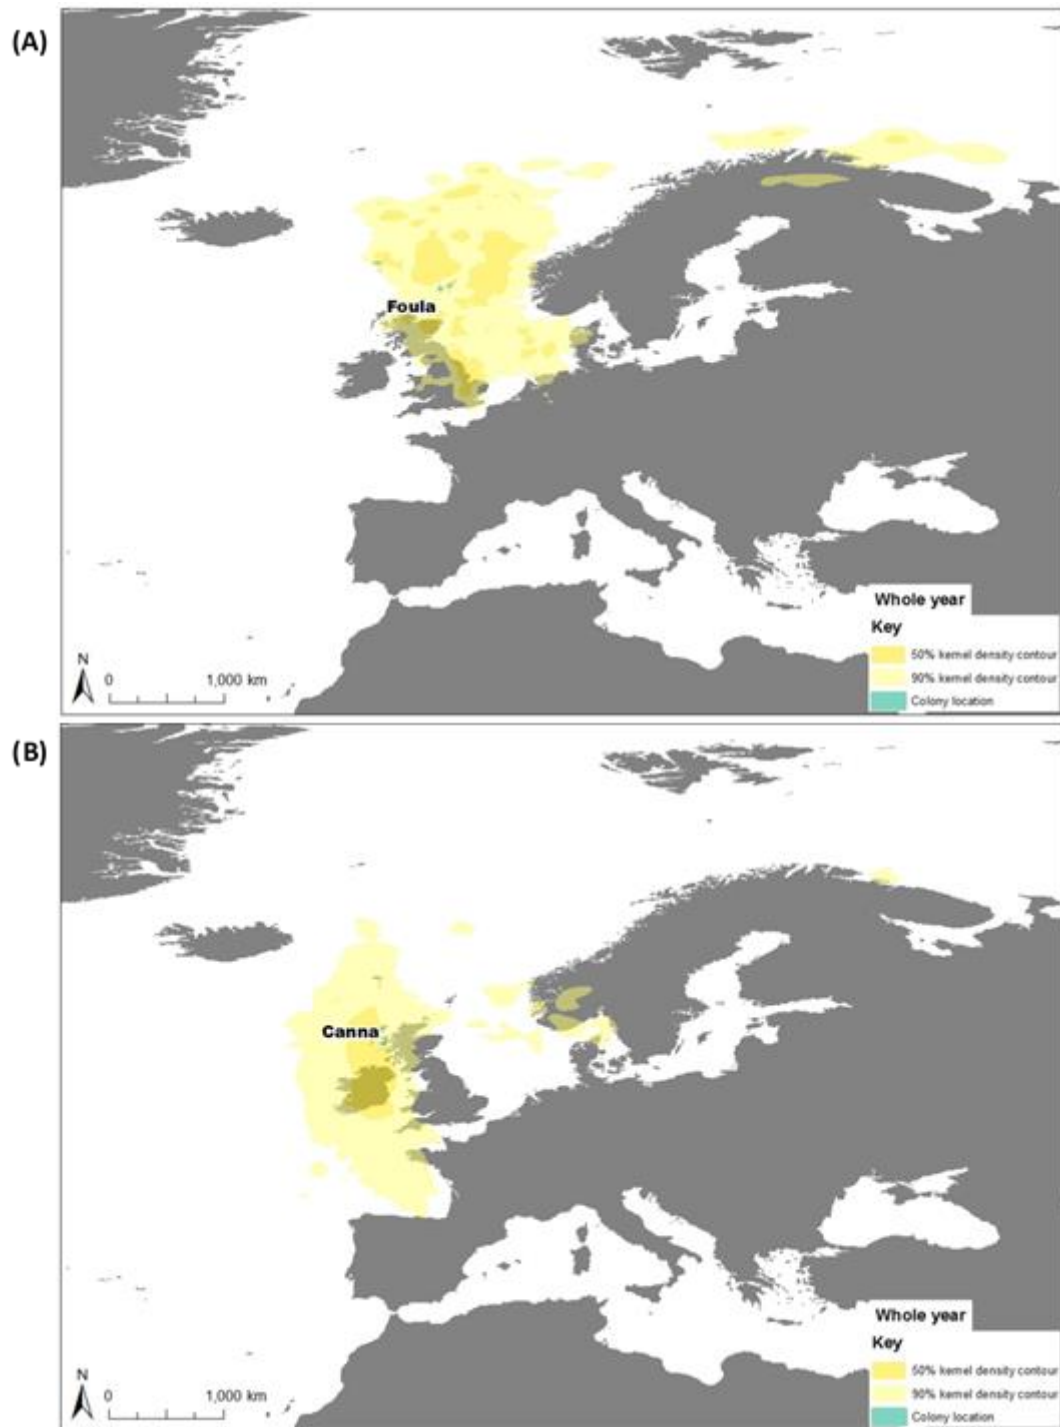 (A)
Foula
Whole year
Key
50% kernel density contour
90% kernel density contour
Colony location
N
0 1,000 km
(B)
Canna
Whole year
Key
50% kernel density contour
90% kernel density contour
Colony location
N
0 1,000 km